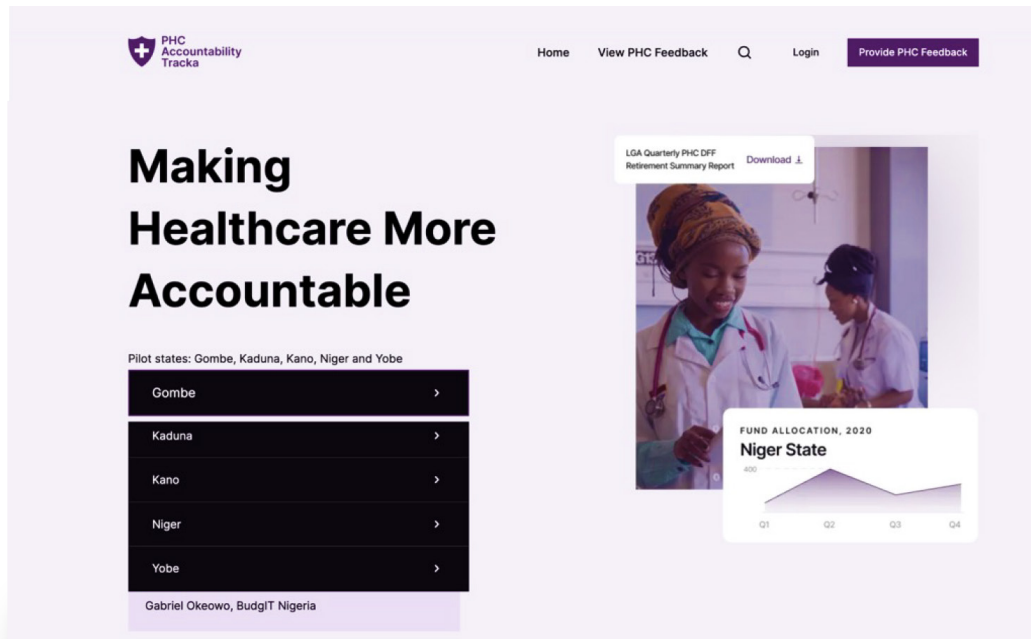 PHC
Accountability
Tracka
Home
View PHC Feedback
Login
Provide PHC Feedback
Making
Healthcare More
Accountable
Pilot states: Gombe, Kaduna, Kano, Niger and Yobe
Gombe
Kaduna
Kano
Niger
Yobe
Gabriel Okeowo, BudgIT Nigeria
LGA Quarterly PHC DFF
Retirement Summary Report
Download
G13
FUND ALLOCATION, 2020
Niger State
400
Q1 Q2 Q3 Q4